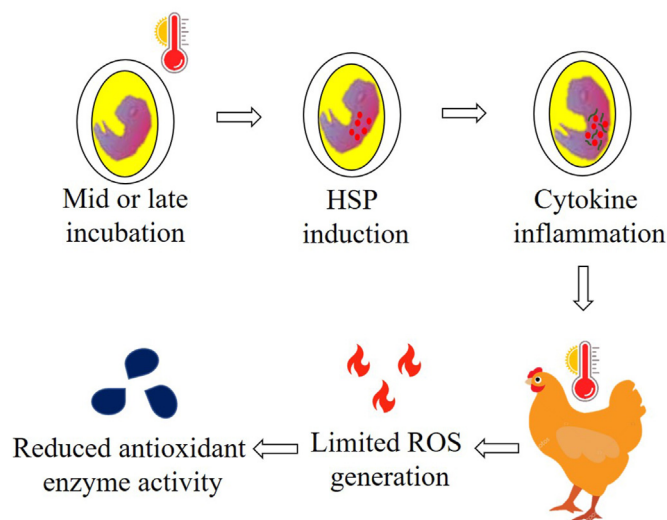 Mid or late
incubation
HSP
induction
Cytokine
inflammation
Limited ROS
generation
Reduced antioxidant
enzyme activity